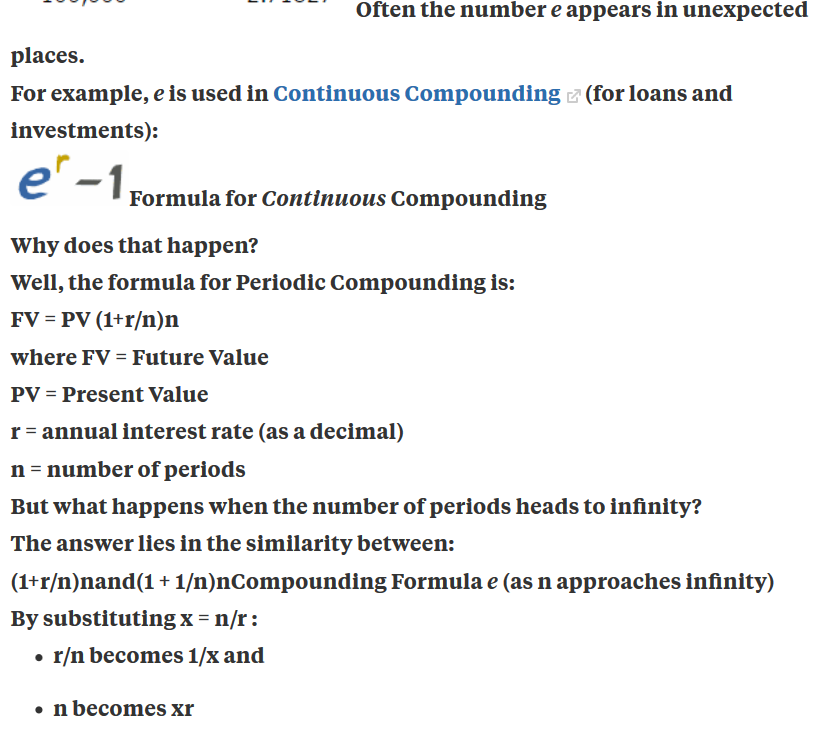 Often the number e appears in unexpected
places.
For example, e is used in Continuous Compounding (for loans and
investments):
e^r −1 Formula for Continuous Compounding
Why does that happen?
Well, the formula for Periodic Compounding is:
FV = PV (1+r/n)n
where FV = Future Value
PV = Present Value
r = annual interest rate (as a decimal)
n = number of periods
But what happens when the number of periods heads to infinity?
The answer lies in the similarity between:
(1+r/n)nand(1 + 1/n)nCompounding Formula e (as n approaches infinity)
By substituting x = n/r :
• r/n becomes 1/x and
• n becomes xr